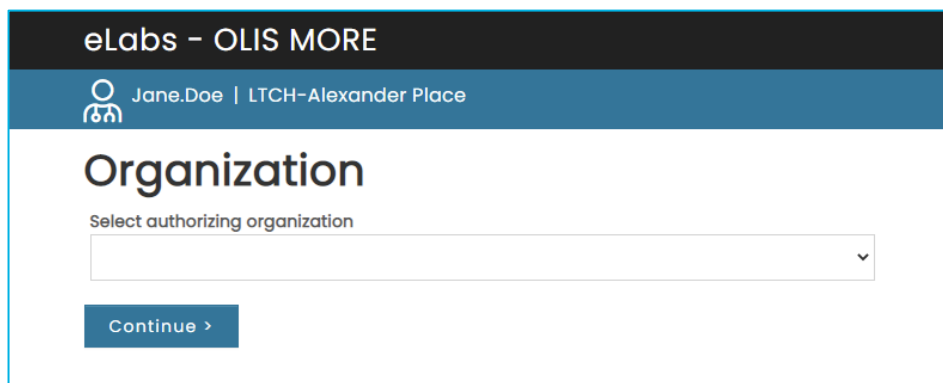 eLabs - OLIS MORE
Jane.Doe | LTCH-Alexander Place
Organization
Select authorizing organization
Continue >